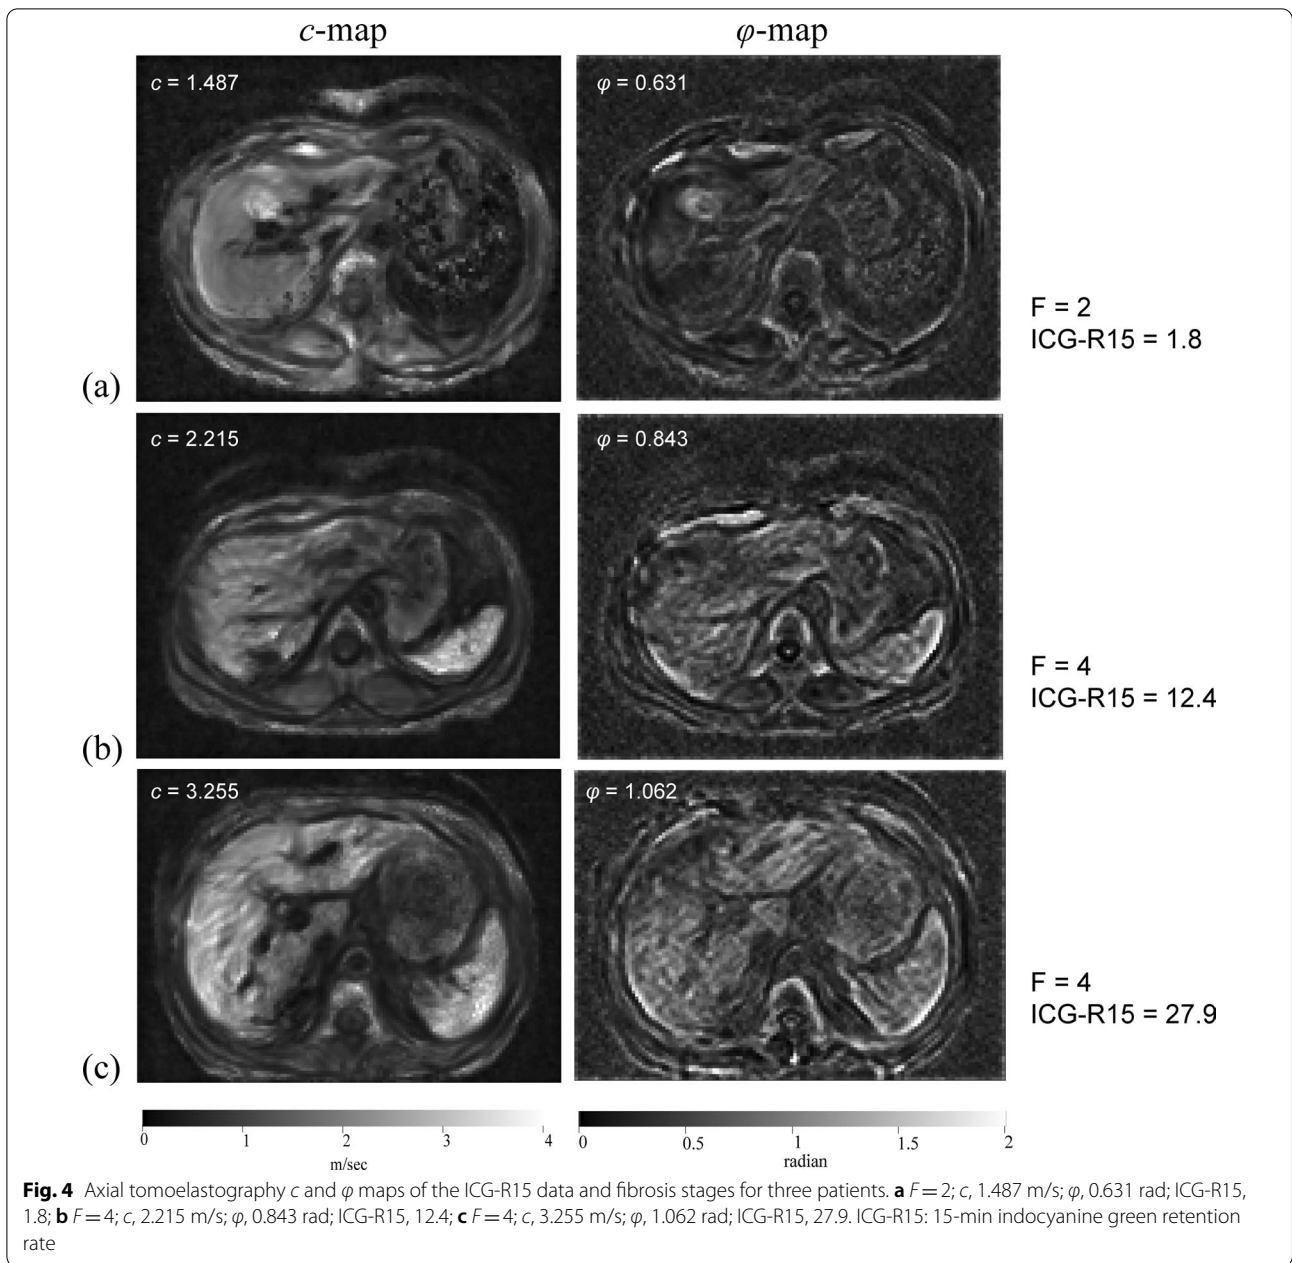 c-map
φ-map
c = 1.487
φ = 0.631
F = 2
ICG-R15 = 1.8
(a)
c = 2.215
φ = 0.843
F = 4
ICG-R15 = 12.4
(b)
c = 3.255
φ = 1.062
F = 4
ICG-R15 = 27.9
(c)
0 1 2 3 4
m/sec
0 0.5 1 1.5 2
radian
Fig. 4 Axial tomoelastography c and φ maps of the ICG-R15 data and fibrosis stages for three patients. a F = 2; c, 1.487 m/s; φ, 0.631 rad; ICG-R15,
1.8; b F = 4; c, 2.215 m/s; φ, 0.843 rad; ICG-R15, 12.4; c F = 4; c, 3.255 m/s; φ, 1.062 rad; ICG-R15, 27.9. ICG-R15: 15-min indocyanine green retention
rate